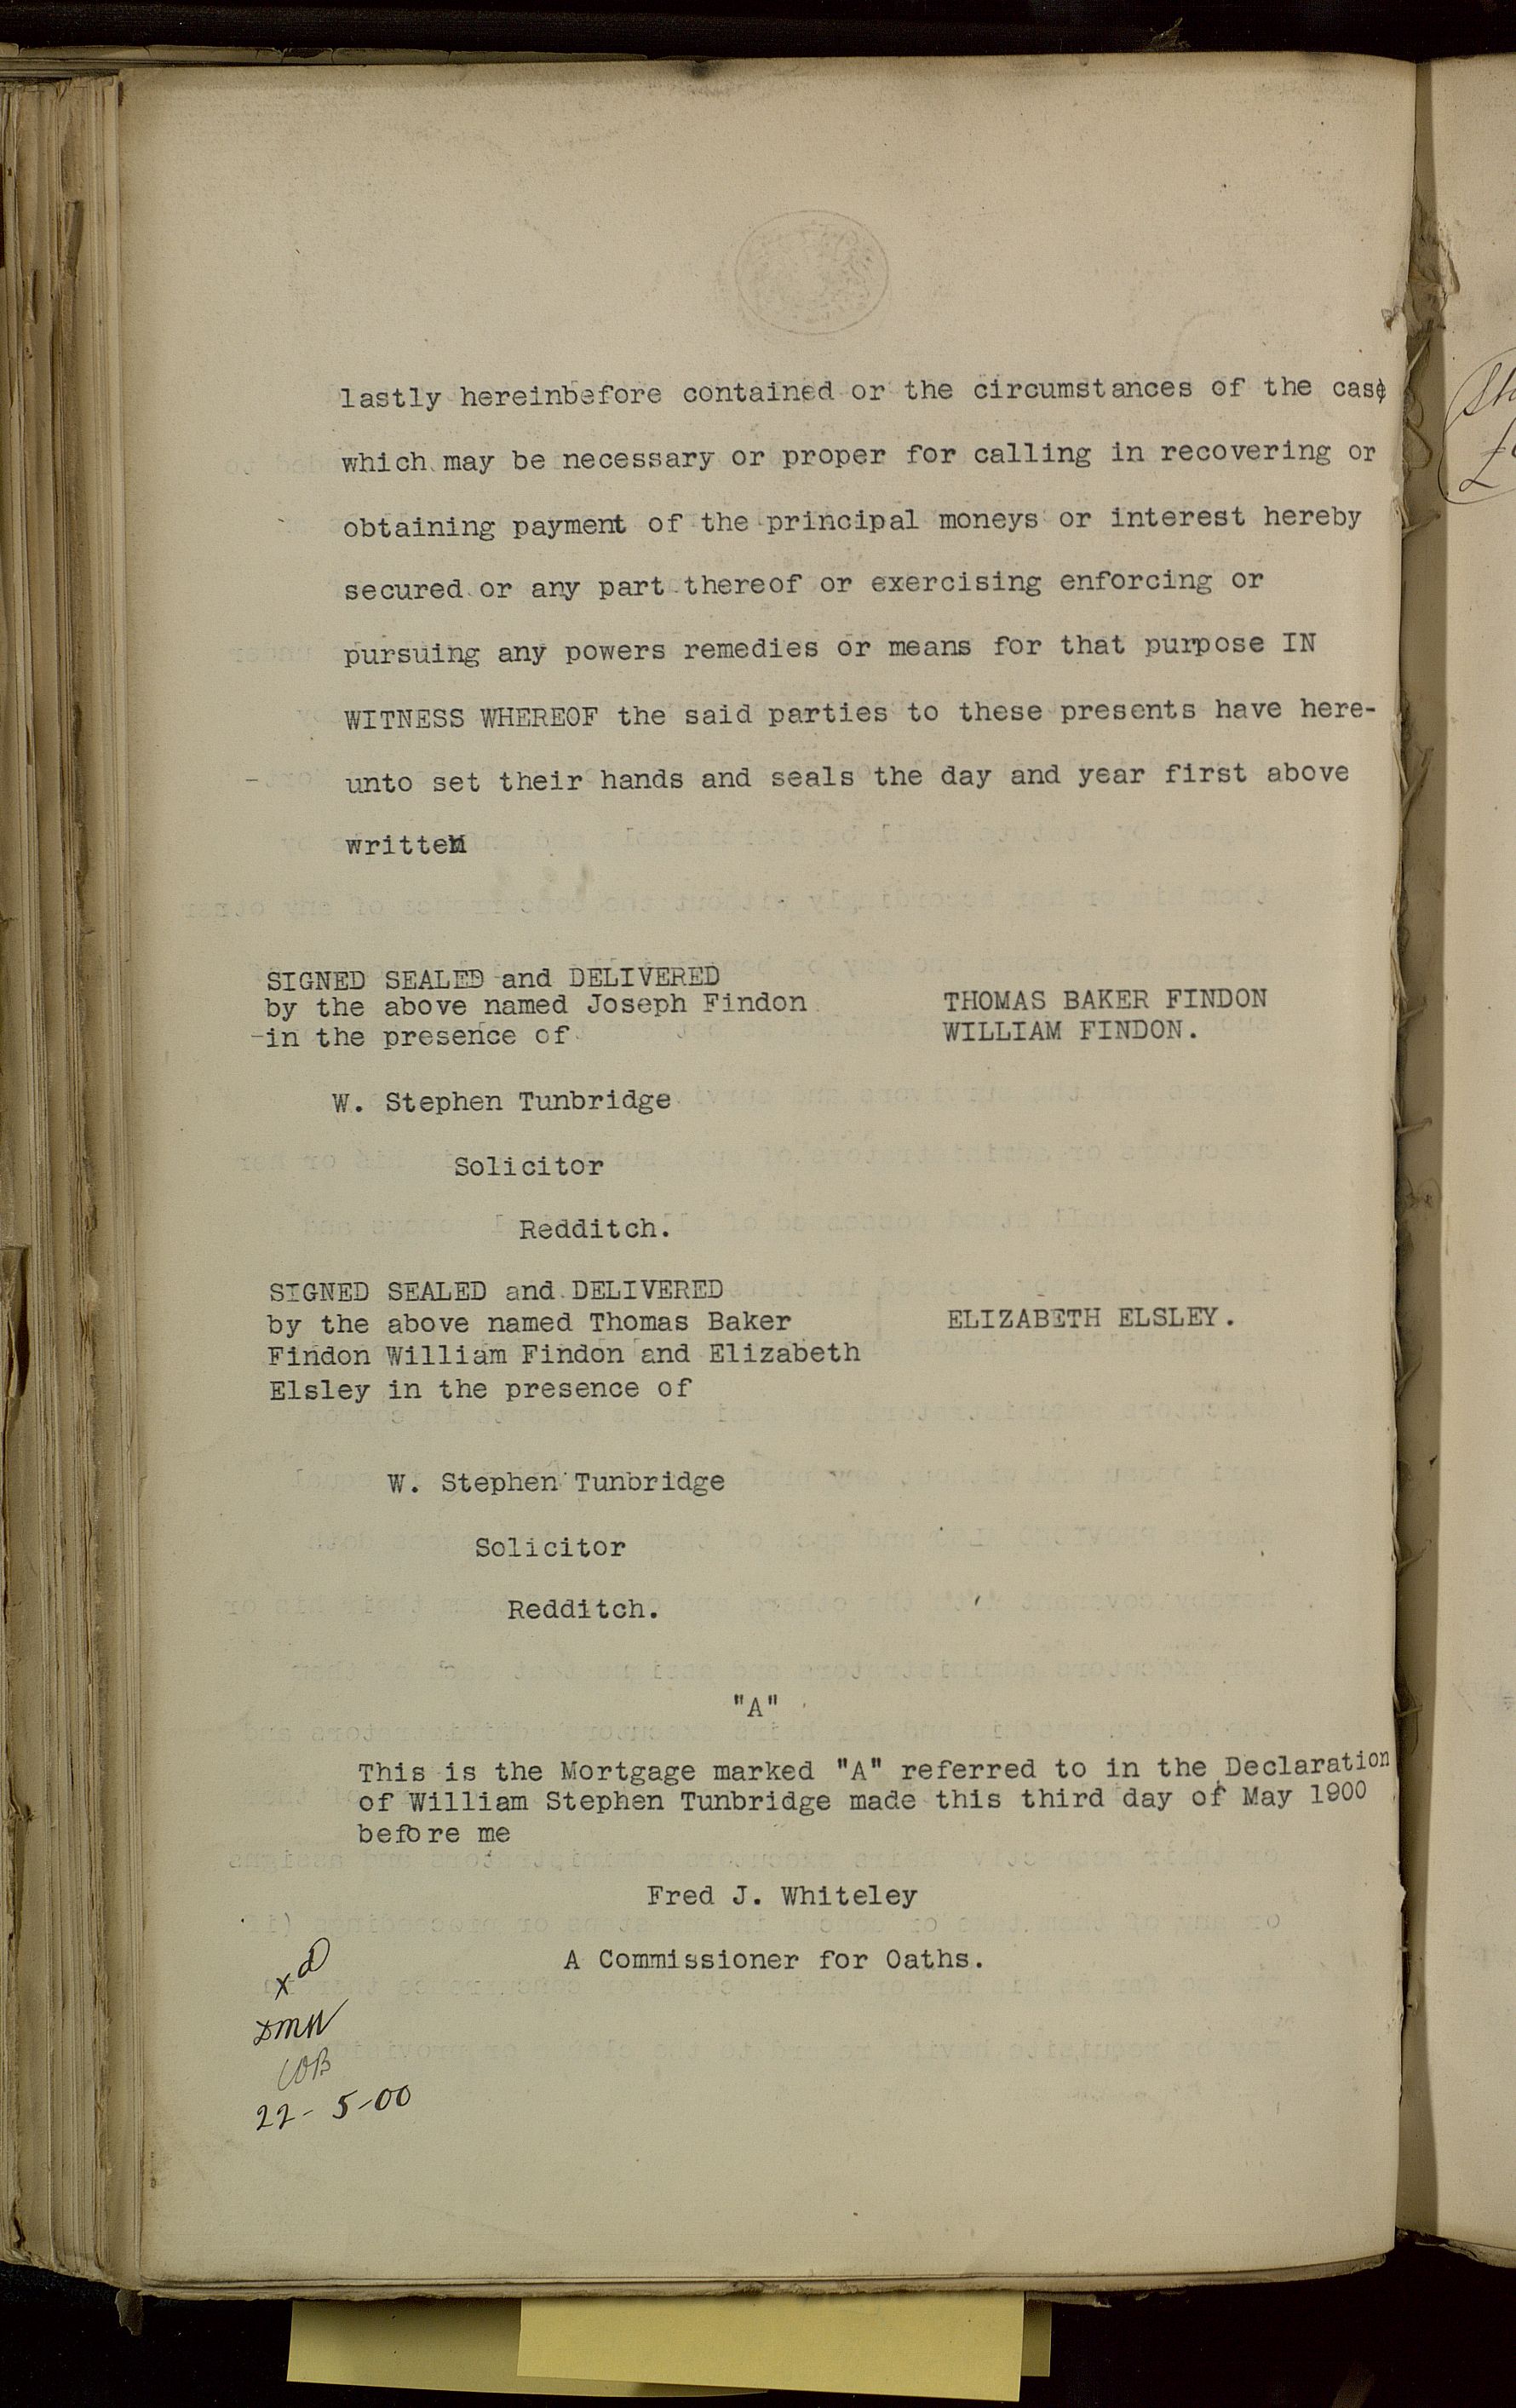 lastly hereinbefore contained or the circumstances of the case
which may be necessary or proper for calling in recovering or
obtaining payment of the principal moneys or interest hereby
secured or any part thereof or exercising enforcing or
pursuing any powers remedies or means for that purpose IN
WITNESS WHEREOF the said parties to these presents have here-
unto set their hands and seals the day and year first above
written
SIGNED SEALED and DELIVERED
by the above named Joseph Findon
in the presence of
THOMAS BAKER FINDON
WILLIAM FINDON.
W. Stephen Tunbridge
Solicitor
Redditch.
SIGNED SEALED and DELIVERED
by the above named Thomas Baker
Findon William Findon and Elizabeth
Elsley in the presence of
ELIZABETH ELSLEY.
W. Stephen Tunbridge
Solicitor
Redditch.
"A"
This is the Mortgage marked "A" referred to in the Declaration
of William Stephen Tunbridge made this third day of May 1900
before me
Fred J. Whiteley
A Commissioner for Oaths.
xd
22-5-00